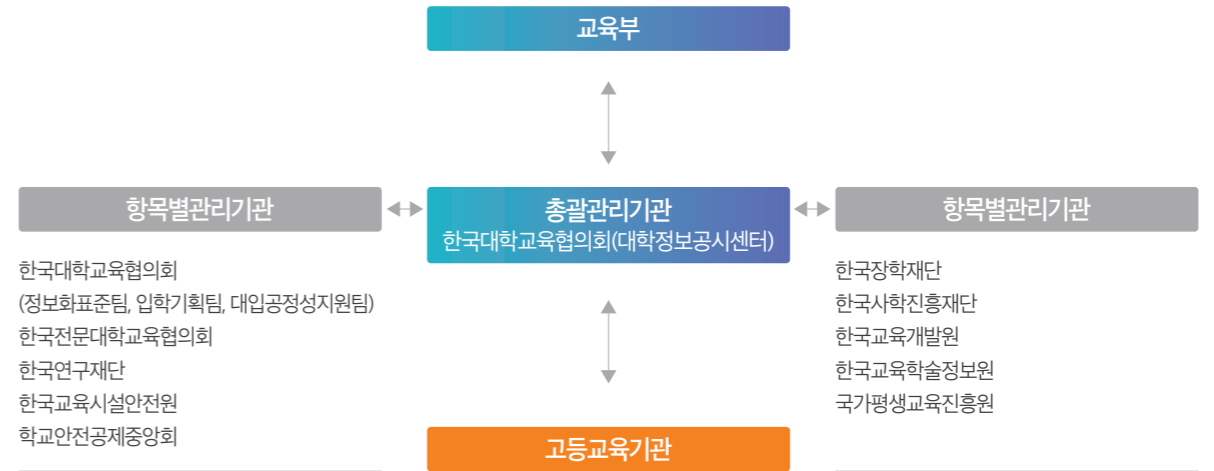 교육부
항목별관리기관
총괄관리기관
한국대학교육협의회(대학정보공시센터)
항목별관리기관
한국대학교육협의회
(정보화표준팀, 입학기획팀, 대입공정성지원팀)
한국전문대학교육협의회
한국연구재단
한국교육시설안전원
학교안전공제중앙회
한국장학재단
한국사학진흥재단
한국교육개발원
한국교육학술정보원
국가평생교육진흥원
고등교육기관